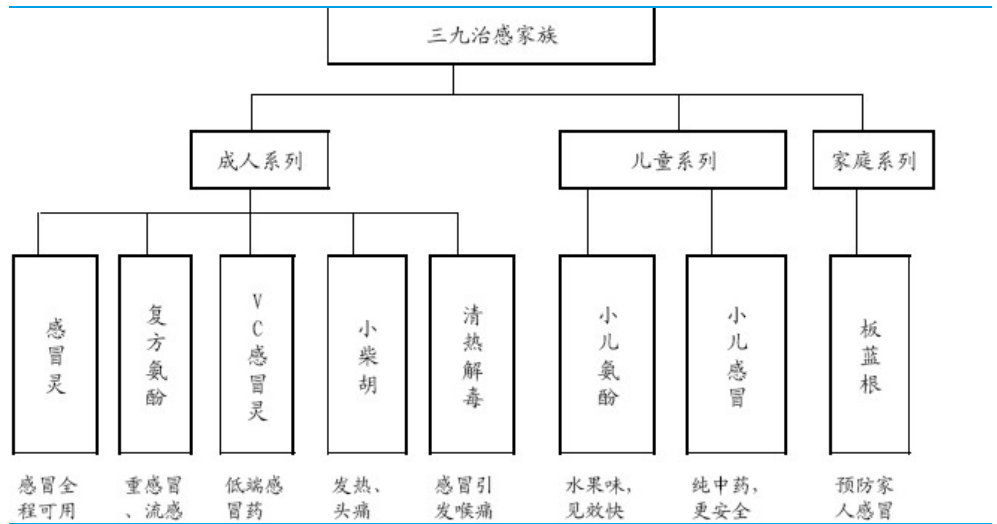 三九治感家族
成人系列
儿童系列
家庭系列
感冒灵
复方氨酚
VC感冒灵
小柴胡
清热解毒
小儿氨酚
小儿感冒
板蓝根
感冒全
程可用
重感冒
、流感
低端感
冒药
发热、
头痛
感冒引
发喉痛
水果味，
见效快
纯中药，
更安全
预防家
人感冒